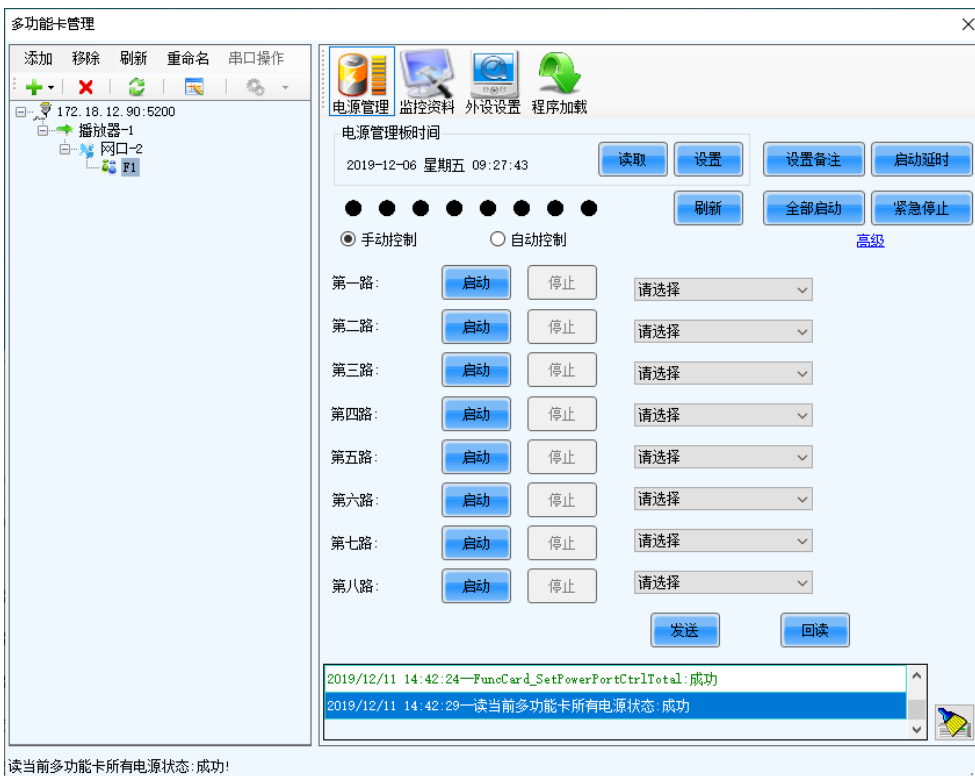 多功能卡管理
添加 移除 刷新 重命名 串口操作
172.18.12.90:5200
播放器-1
网口-2
F1
电源管理 监控资料 外设设置 程序加载
电源管理板时间
2019-12-06 星期五 09:27:43 读取 设置 设置备注 启动延时
刷新 全部启动 紧急停止
手动控制 自动控制 高级
第一路: 启动 停止 请选择
第二路: 启动 停止 请选择
第三路: 启动 停止 请选择
第四路: 启动 停止 请选择
第五路: 启动 停止 请选择
第六路: 启动 停止 请选择
第七路: 启动 停止 请选择
第八路: 启动 停止 请选择
发送 回读
2019/12/11 14:42:24—FuncCard_SetPowerPortCtrlTotal:成功
2019/12/11 14:42:29—读当前多功能卡所有电源状态:成功
读当前多功能卡所有电源状态:成功!